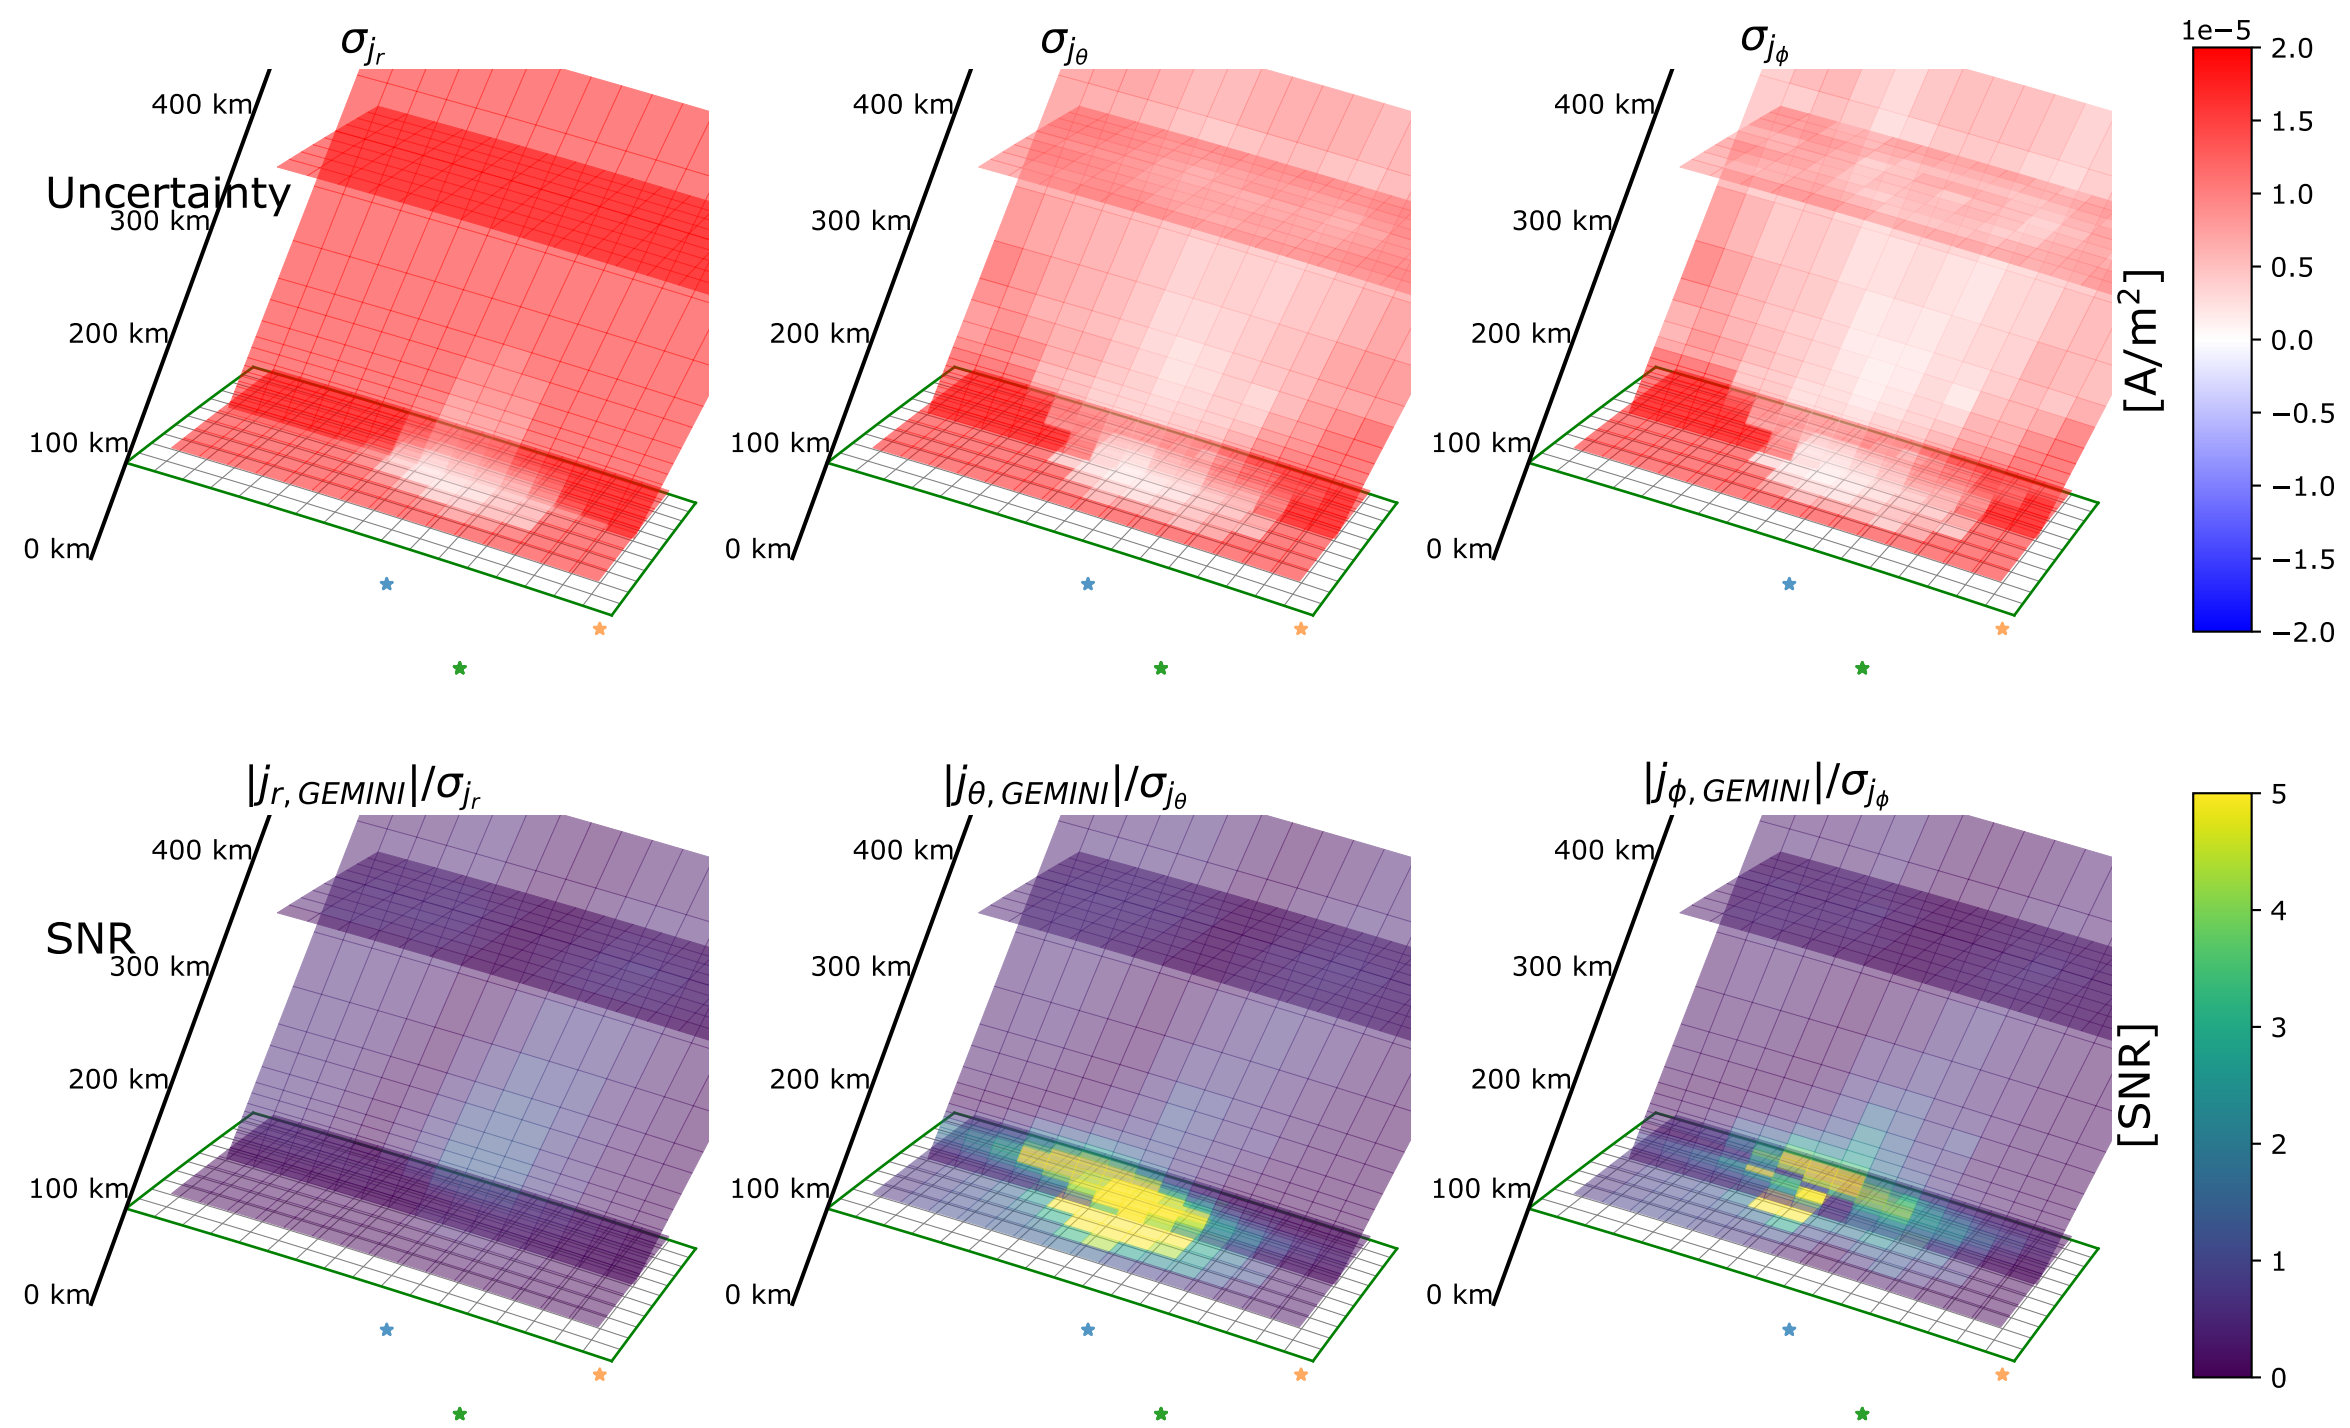 σ_{j_r}
σ_{j_θ}
σ_{j_ϕ}
1e−5
Uncertainty
400 km
300 km
200 km
100 km
0 km
400 km
300 km
200 km
100 km
0 km
400 km
300 km
200 km
100 km
0 km
2.0
1.5
1.0
0.5
0.0
−0.5
−1.0
−1.5
−2.0
[A/m²]
|j_{r, GEMINI}|/σ_{j_r}
|j_{θ, GEMINI}|/σ_{j_θ}
|j_{ϕ, GEMINI}|/σ_{j_ϕ}
SNR
400 km
300 km
200 km
100 km
0 km
400 km
300 km
200 km
100 km
0 km
400 km
300 km
200 km
100 km
0 km
5
4
3
2
1
0
[SNR]